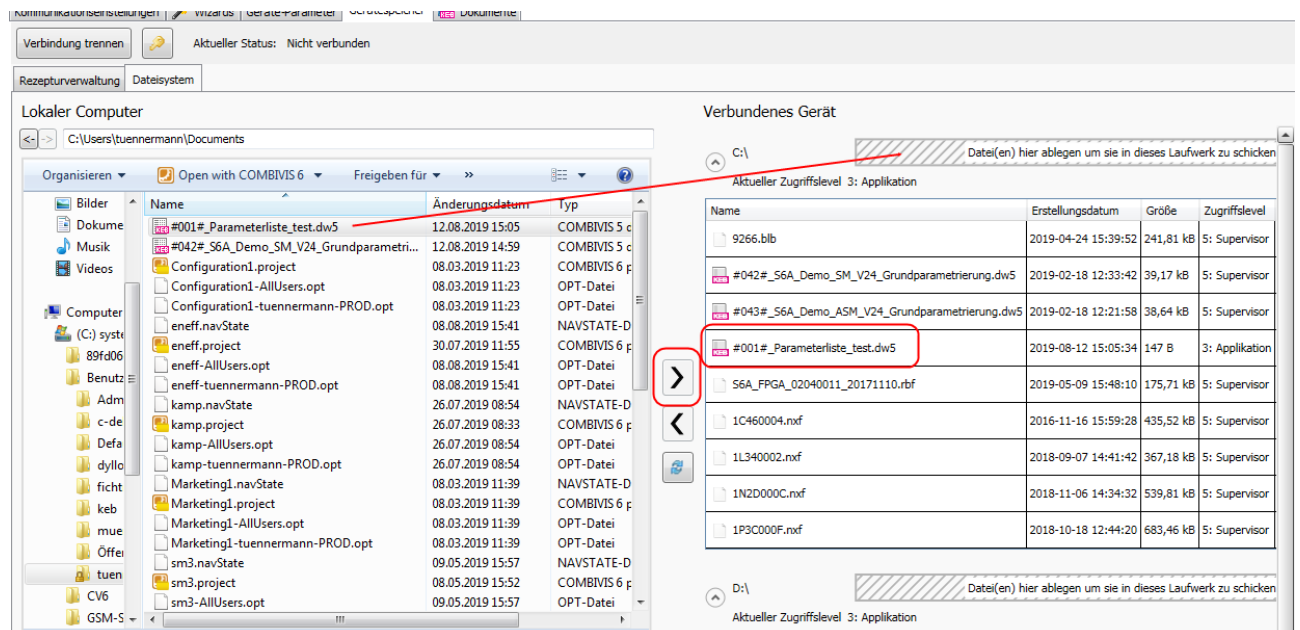 Kommunikationseinstellungen Wizards Geräte-Parameter Gerätespeicher KEB Dokumente
Verbindung trennen Aktueller Status: Nicht verbunden
Rezepturverwaltung Dateisystem
Lokaler Computer
<- -> C:\Users\tuennermann\Documents
Organisieren Open with COMBIVIS 6 Freigeben für »
Bilder
Dokume
Musik
Videos
Computer
(C:) syste
89fd06
Benutz
Adm
c-de
Defa
dyllo
ficht
keb
mue
Öffe
tuen
CV6
GSM-S
Name Änderungsdatum Typ
#001#_Parameterliste_test.dw5 12.08.2019 15:05 COMBIVIS 5 c
#042#_S6A_Demo_SM_V24_Grundparametri... 12.08.2019 14:59 COMBIVIS 5 c
Configuration1.project 08.03.2019 11:23 COMBIVIS 6 p
Configuration1-AllUsers.opt 08.03.2019 11:23 OPT-Datei
Configuration1-tuennermann-PROD.opt 08.03.2019 11:23 OPT-Datei
eneff.navState 08.08.2019 15:41 NAVSTATE-D
eneff.project 30.07.2019 11:55 COMBIVIS 6 p
eneff-AllUsers.opt 08.08.2019 15:41 OPT-Datei
eneff-tuennermann-PROD.opt 08.08.2019 15:41 OPT-Datei
kamp.navState 26.07.2019 08:54 NAVSTATE-D
kamp.project 26.07.2019 08:33 COMBIVIS 6 p
kamp-AllUsers.opt 26.07.2019 08:54 OPT-Datei
kamp-tuennermann-PROD.opt 26.07.2019 08:54 OPT-Datei
Marketing1.navState 08.03.2019 11:39 NAVSTATE-D
Marketing1.project 08.03.2019 11:39 COMBIVIS 6 p
Marketing1-AllUsers.opt 08.03.2019 11:39 OPT-Datei
Marketing1-tuennermann-PROD.opt 08.03.2019 11:39 OPT-Datei
sm3.navState 09.05.2019 15:57 NAVSTATE-D
sm3.project 08.05.2019 15:52 COMBIVIS 6 p
sm3-AllUsers.opt 09.05.2019 15:57 OPT-Datei
Verbundenes Gerät
C:\ Datei(en) hier ablegen um sie in dieses Laufwerk zu schicken
Aktueller Zugriffslevel 3: Applikation
Name Erstellungsdatum Größe Zugriffslevel
9266.blb 2019-04-24 15:39:52 241,81 kB 5: Supervisor
#042#_S6A_Demo_SM_V24_Grundparametrierung.dw5 2019-02-18 12:33:42 39,17 kB 5: Supervisor
#043#_S6A_Demo_ASM_V24_Grundparametrierung.dw5 2019-02-18 12:21:58 38,64 kB 5: Supervisor
#001#_Parameterliste_test.dw5 2019-08-12 15:05:34 147 B 3: Applikation
S6A_FPGA_02040011_20171110.rbf 2019-05-09 15:48:10 175,71 kB 5: Supervisor
1C460004.nxf 2016-11-16 15:59:28 435,52 kB 5: Supervisor
1L340002.nxf 2018-09-07 14:41:42 367,18 kB 5: Supervisor
1N2D000C.nxf 2018-11-06 14:34:32 539,81 kB 5: Supervisor
1P3C000F.nxf 2018-10-18 12:44:20 683,46 kB 5: Supervisor
D:\ Datei(en) hier ablegen um sie in dieses Laufwerk zu schicken
Aktueller Zugriffslevel 3: Applikation